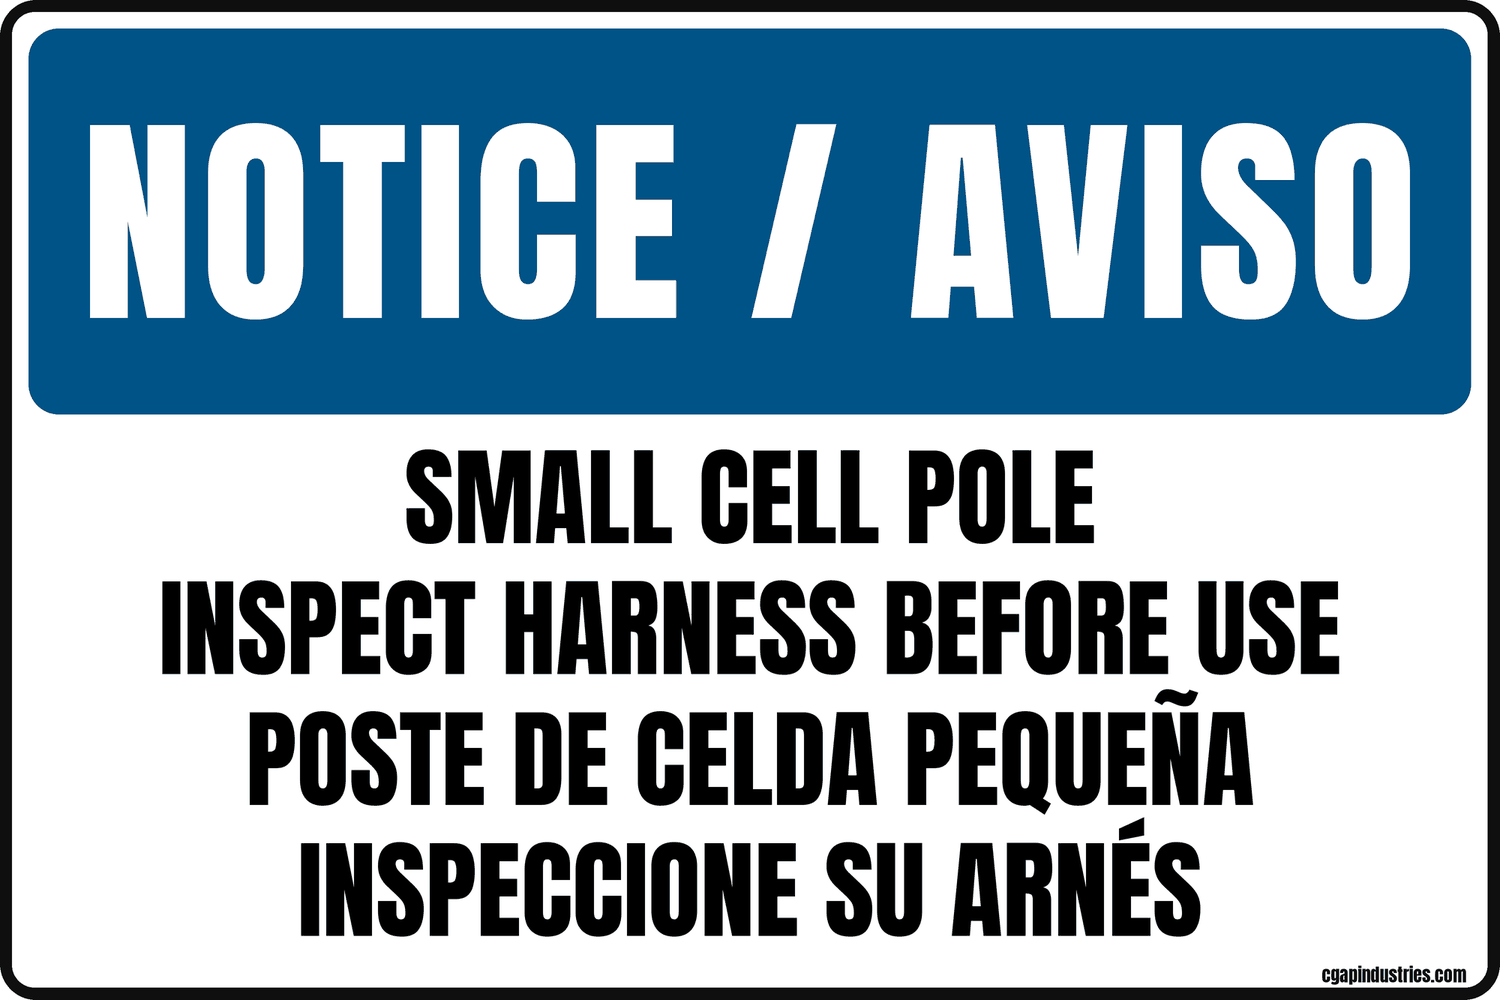 NOTICE / AVISO
SMALL CELL POLE
INSPECT HARNESS BEFORE USE
POSTE DE CELDA PEQUEÑA
INSPECCIONE SU ARNÉS
cgapindustries.com